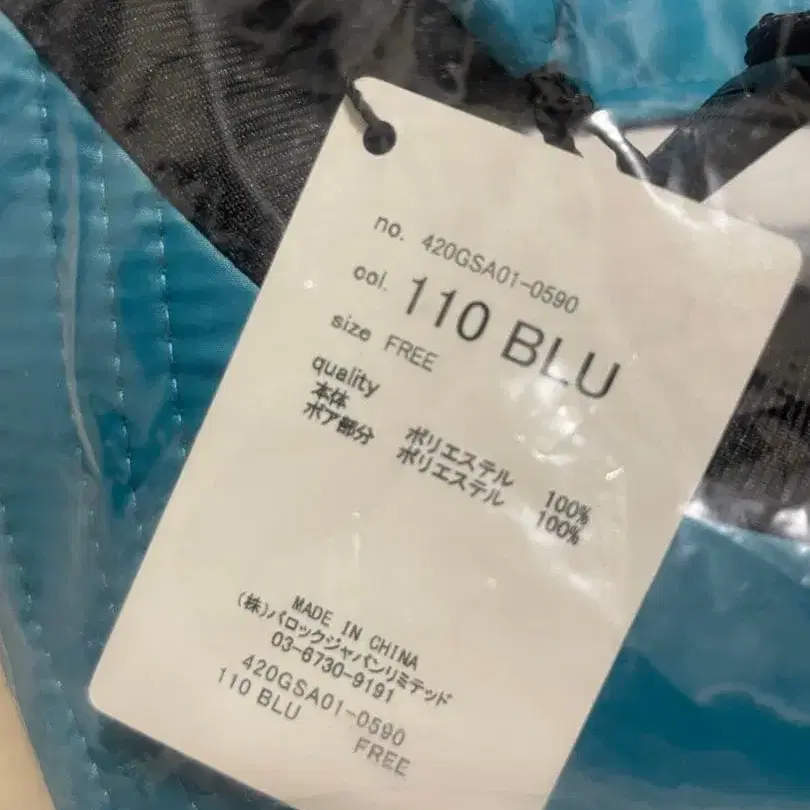 no. 420GSA01-0590
col. 110 BLU
size FREE
quality
本体 ポリエステル 100%
ボア部分 ポリエステル 100%
MADE IN CHINA
(株)バロックジャパンリミテッド
03-6730-9191
420GSA01-0590
110 BLU FREE